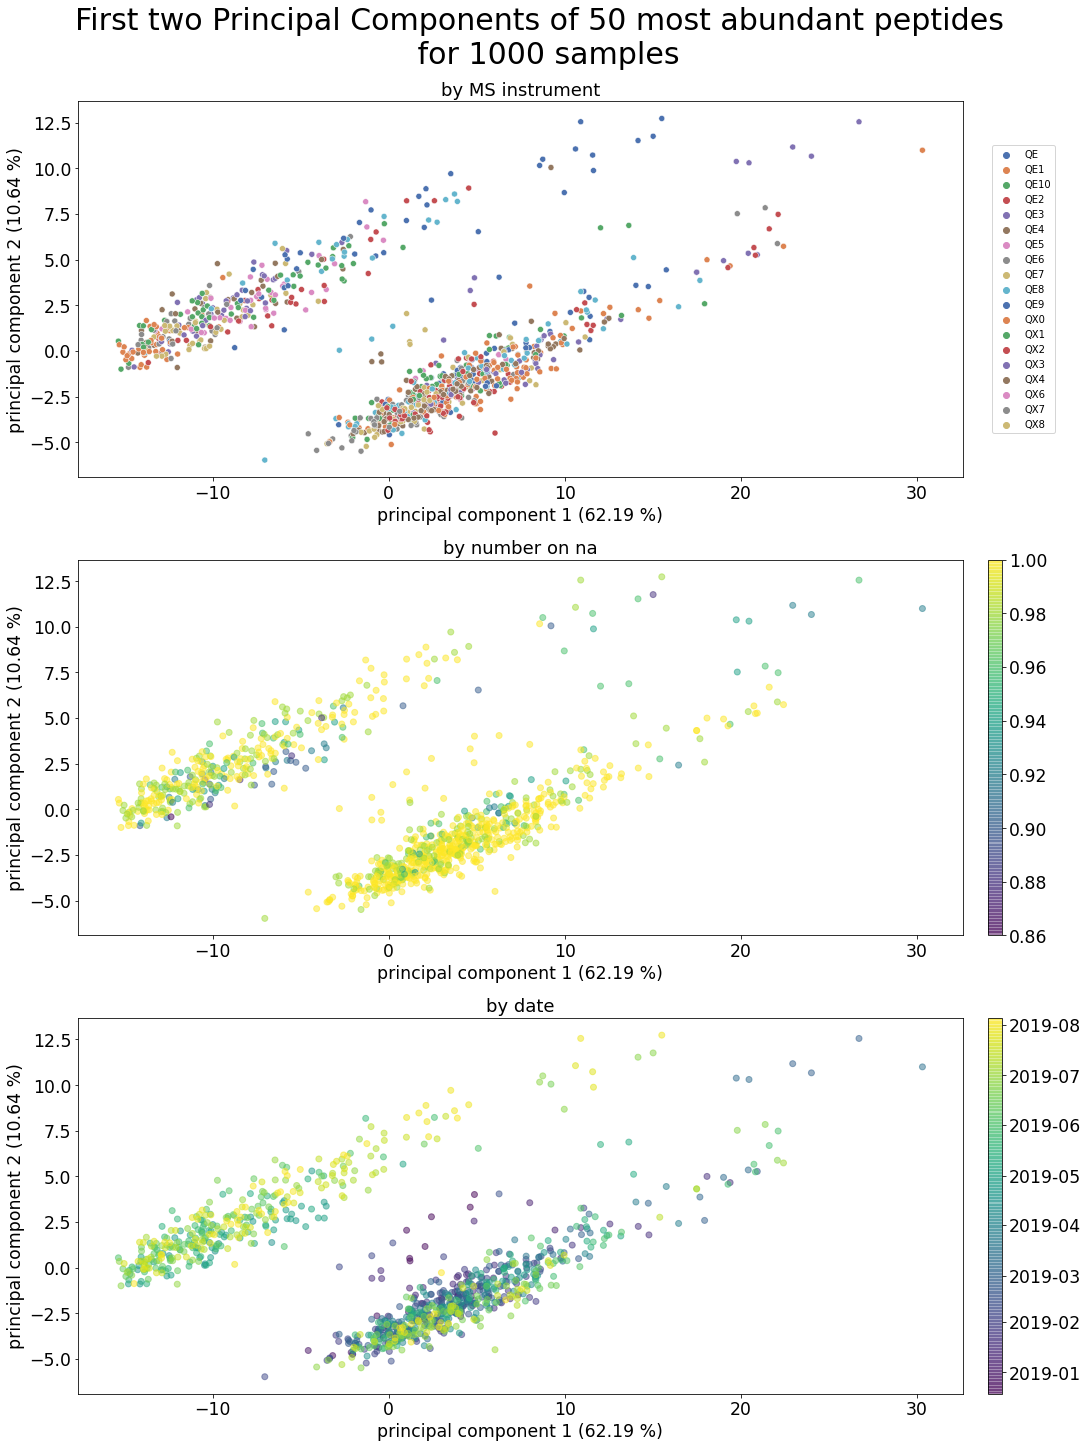 First two Principal Components of 50 most abundant peptides
for 1000 samples
by MS instrument
principal component 2 (10.64 %)
12.5
10.0
7.5
5.0
2.5
0.0
−2.5
−5.0
−10
0
10
20
30
principal component 1 (62.19 %)
QE
QE1
QE10
QE2
QE3
QE4
QE5
QE6
QE7
QE8
QE9
QX0
QX1
QX2
QX3
QX4
QX6
QX7
QX8
by number on na
principal component 2 (10.64 %)
12.5
10.0
7.5
5.0
2.5
0.0
−2.5
−5.0
−10
0
10
20
30
principal component 1 (62.19 %)
1.00
0.98
0.96
0.94
0.92
0.90
0.88
0.86
by date
principal component 2 (10.64 %)
12.5
10.0
7.5
5.0
2.5
0.0
−2.5
−5.0
−10
0
10
20
30
principal component 1 (62.19 %)
2019-08
2019-07
2019-06
2019-05
2019-04
2019-03
2019-02
2019-01